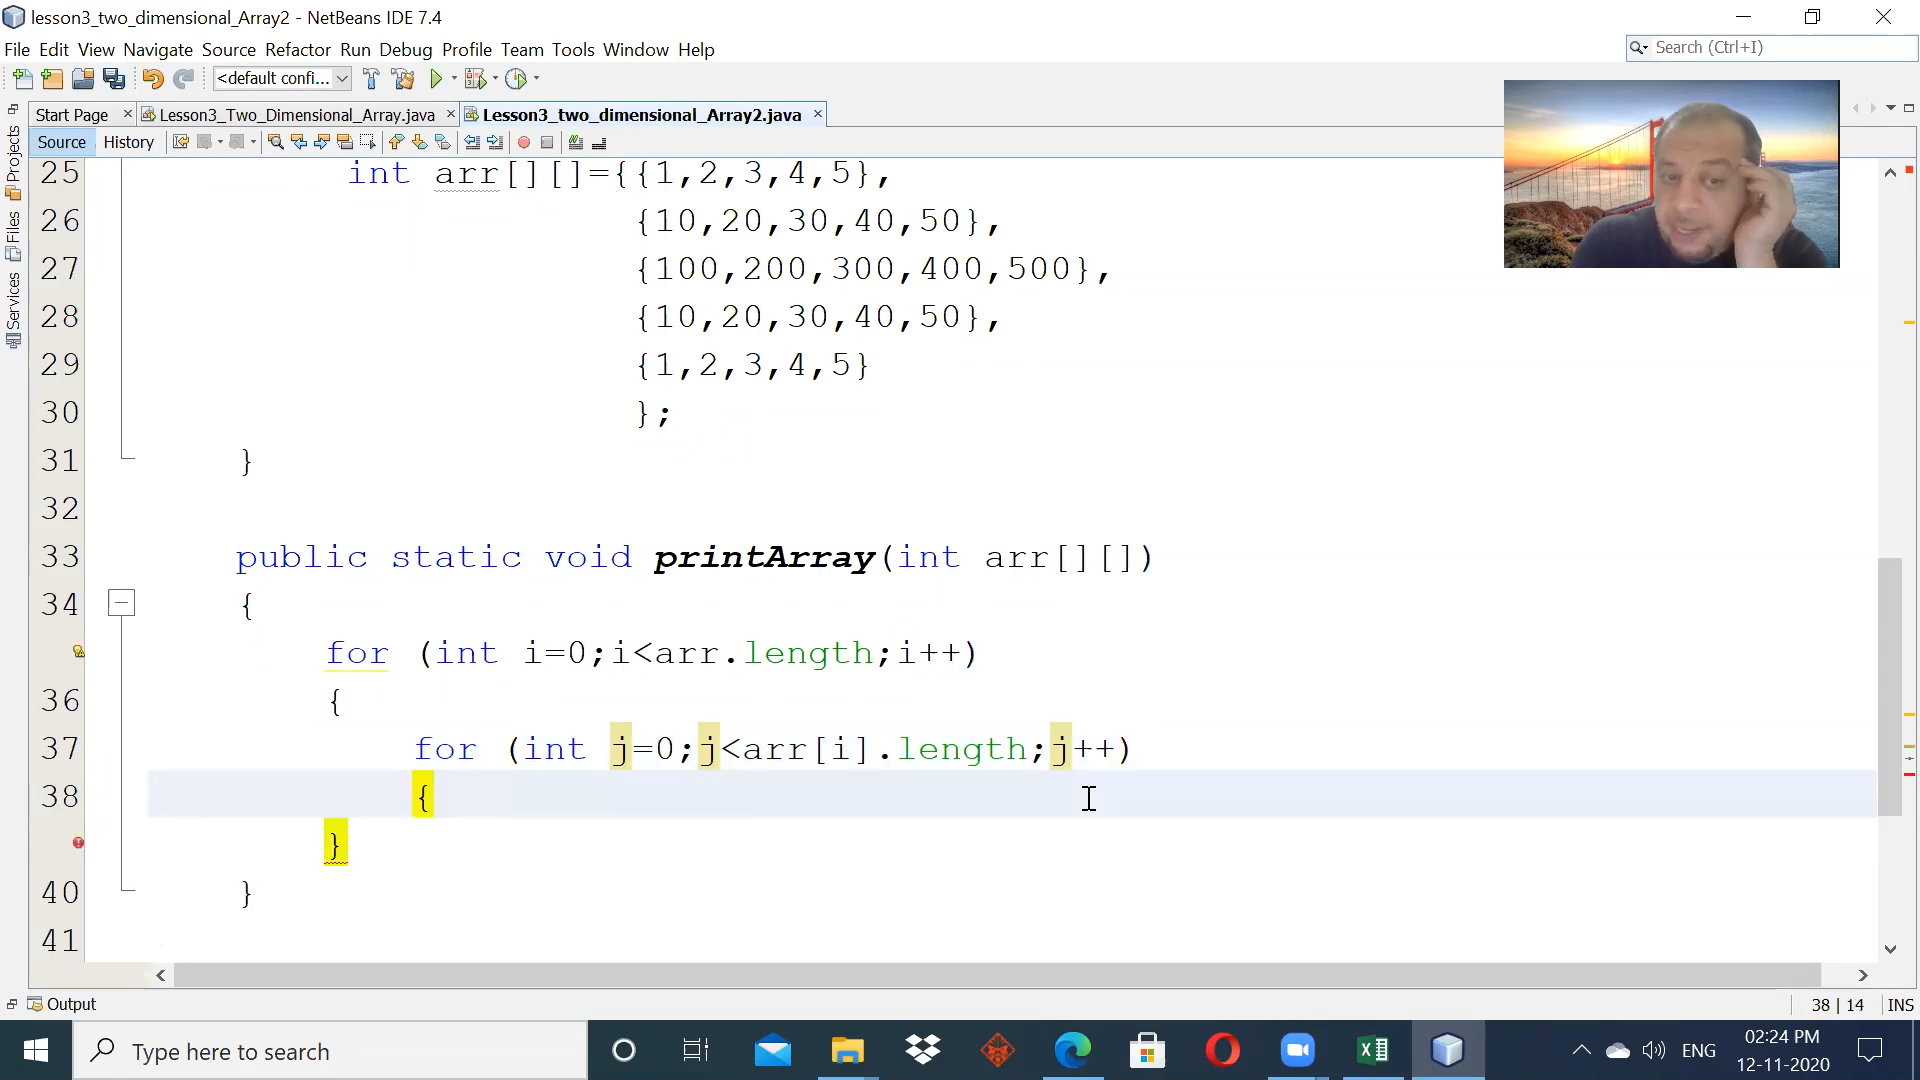 lesson3_two_dimensional_Array2 - NetBeans IDE 7.4
File Edit View Navigate Source Refactor Run Debug Profile Team Tools Window Help
Search (Ctrl+I)
<default confi...
Start Page Lesson3_Two_Dimensional_Array.java Lesson3_two_dimensional_Array2.java
Source History
Projects
Files
Services
25 int arr[][]={{1,2,3,4,5},
26 {10,20,30,40,50},
27 {100,200,300,400,500},
28 {10,20,30,40,50},
29 {1,2,3,4,5}
30 };
31 }
32
33 public static void printArray(int arr[][])
34 {
for (int i=0;i<arr.length;i++)
36 {
37 for (int j=0;j<arr[i].length;j++)
38 {
}
40 }
41
Output
38 | 14 INS
Type here to search
ENG
02:24 PM
12-11-2020